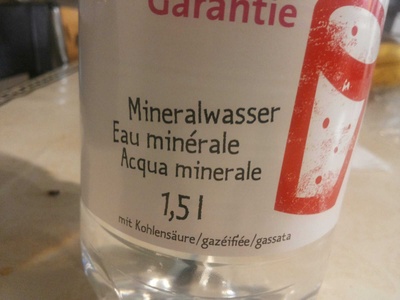 Garantie
Mineralwasser
Eau minérale
Acqua minerale
1,5 l
mit Kohlensäure/gazéifiée/gassata